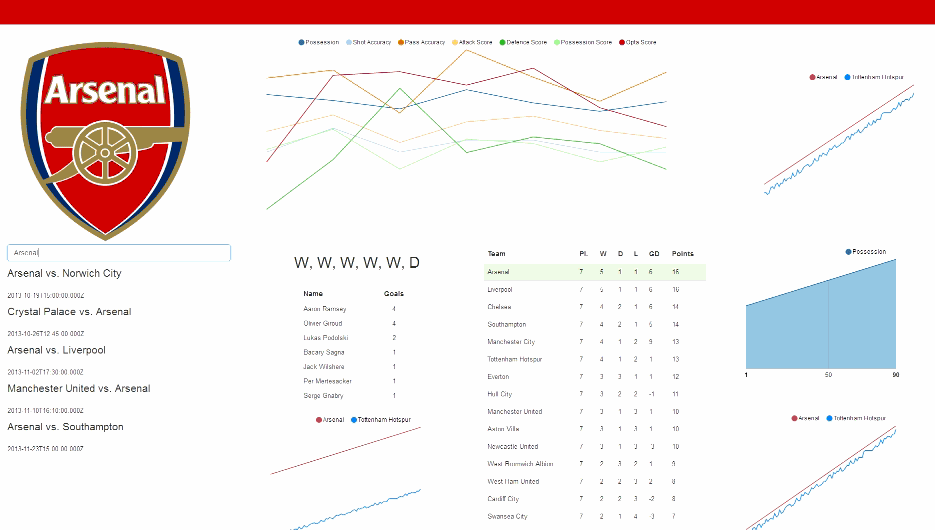 Arsenal
Arsenal
Arsenal vs. Norwich City
2013-10-19T15:00:00.000Z
Crystal Palace vs. Arsenal
2013-10-26T12:45:00.000Z
Arsenal vs. Liverpool
2013-11-02T17:30:00.000Z
Manchester United vs. Arsenal
2013-11-10T16:10:00.000Z
Arsenal vs. Southampton
2013-11-23T15:00:00.000Z
Possession Shot Accuracy Pass Accuracy Attack Score Defence Score Possession Score Opta Score
W, W, W, W, W, D
Name Goals
Aaron Ramsey 4
Olivier Giroud 4
Lukas Podolski 2
Bacary Sagna 1
Jack Wilshere 1
Per Mertesacker 1
Serge Gnabry 1
Arsenal Tottenham Hotspur
Team Pl. W D L GD Points
Arsenal 7 5 1 1 6 16
Liverpool 7 5 1 1 6 16
Chelsea 7 4 2 1 6 14
Southampton 7 4 2 1 5 14
Manchester City 7 4 1 2 9 13
Tottenham Hotspur 7 4 1 2 1 13
Everton 7 3 3 1 1 12
Hull City 7 3 2 2 -1 11
Manchester United 7 3 1 3 1 10
Aston Villa 7 3 1 3 1 10
Newcastle United 7 3 1 3 -3 10
West Bromwich Albion 7 2 3 2 1 9
West Ham United 7 2 2 3 2 8
Cardiff City 7 2 2 3 -2 8
Swansea City 7 2 1 4 -3 7
Arsenal Tottenham Hotspur
Possession
1 50 90
Arsenal Tottenham Hotspur